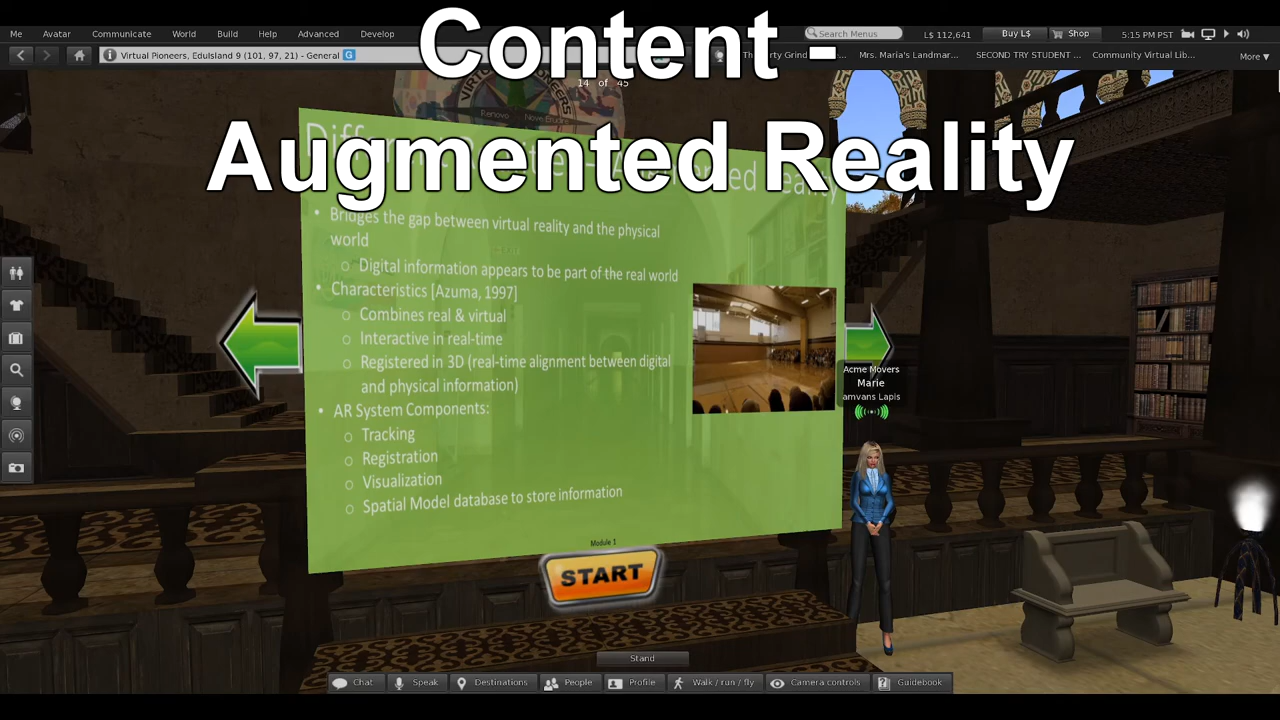 Content -
Augmented Reality
Me Avatar Communicate World Build Help Advanced Develop
Search Menus
L$ 112,641 Buy L$ Shop 5:15 PM PST
Virtual Pioneers, EduIsland 9 (101, 97, 21) - General G
Mrs. Maria's Landmar... SECOND TRY STUDENT ... Community Virtual Lib... More ▼
14 of 45
Renovo Nove Erudre
Reality
• Bridges the gap between virtual reality and the physical
world
o Digital information appears to be part of the real world
• Characteristics [Azuma, 1997]
o Combines real & virtual
o Interactive in real-time
o Registered in 3D (real-time alignment between digital
and physical information)
• AR System Components:
o Tracking
o Registration
o Visualization
o Spatial Model database to store information
Module 1
START
Acme Movers
Marie
amvans Lapis
Stand
Chat Speak Destinations People Profile Walk / run / fly Camera controls Guidebook